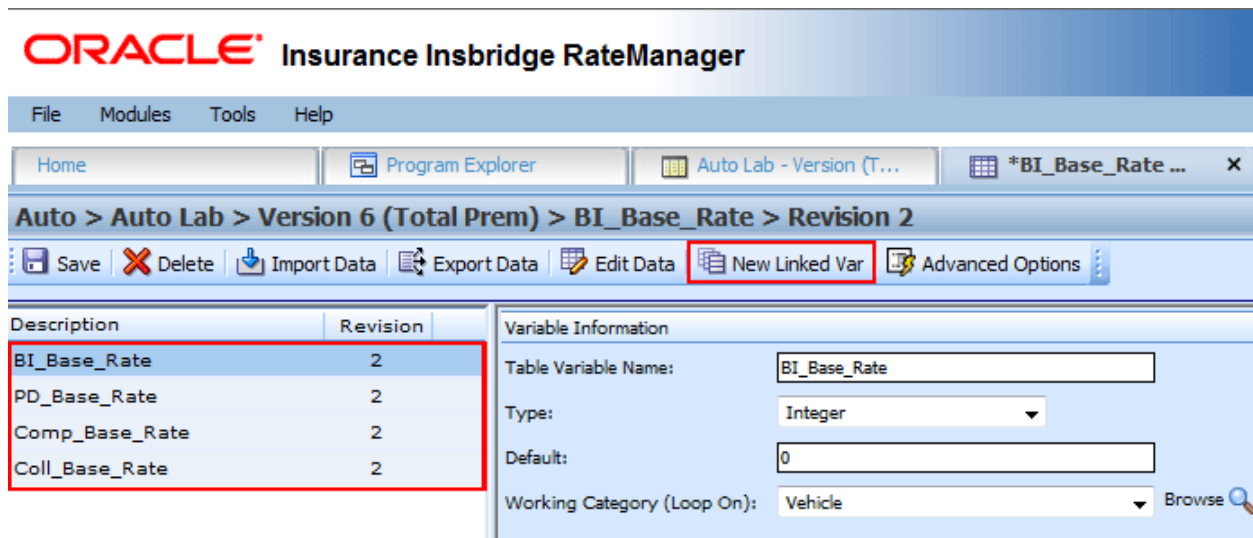 ORACLE Insurance Insbridge RateManager
File Modules Tools Help
Home Program Explorer Auto Lab - Version (T... *BI_Base_Rate ... x
Auto > Auto Lab > Version 6 (Total Prem) > BI_Base_Rate > Revision 2
Save Delete Import Data Export Data Edit Data New Linked Var Advanced Options
Description Revision
BI_Base_Rate 2
PD_Base_Rate 2
Comp_Base_Rate 2
Coll_Base_Rate 2
Variable Information
Table Variable Name: BI_Base_Rate
Type: Integer
Default: 0
Working Category (Loop On): Vehicle Browse